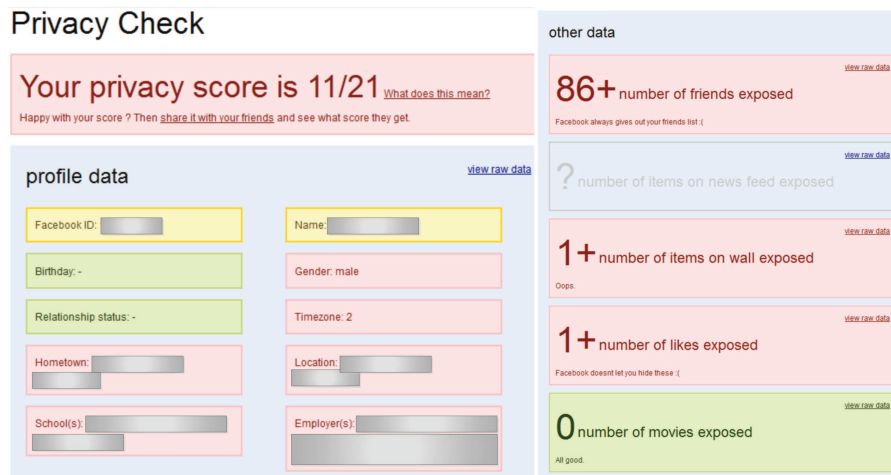 Privacy Check
Your privacy score is 11/21 What does this mean?
Happy with your score ? Then share it with your friends and see what score they get.
profile data
view raw data
Facebook ID:
Name:
Birthday: -
Gender: male
Relationship status: -
Timezone: 2
Hometown:
Location:
School(s):
Employer(s):
other data
view raw data
86+ number of friends exposed
Facebook always gives out your friends list :(
view raw data
? number of items on news feed exposed
view raw data
1+ number of items on wall exposed
Oops.
view raw data
1+ number of likes exposed
Facebook doesnt let you hide these :(
view raw data
0 number of movies exposed
All good.